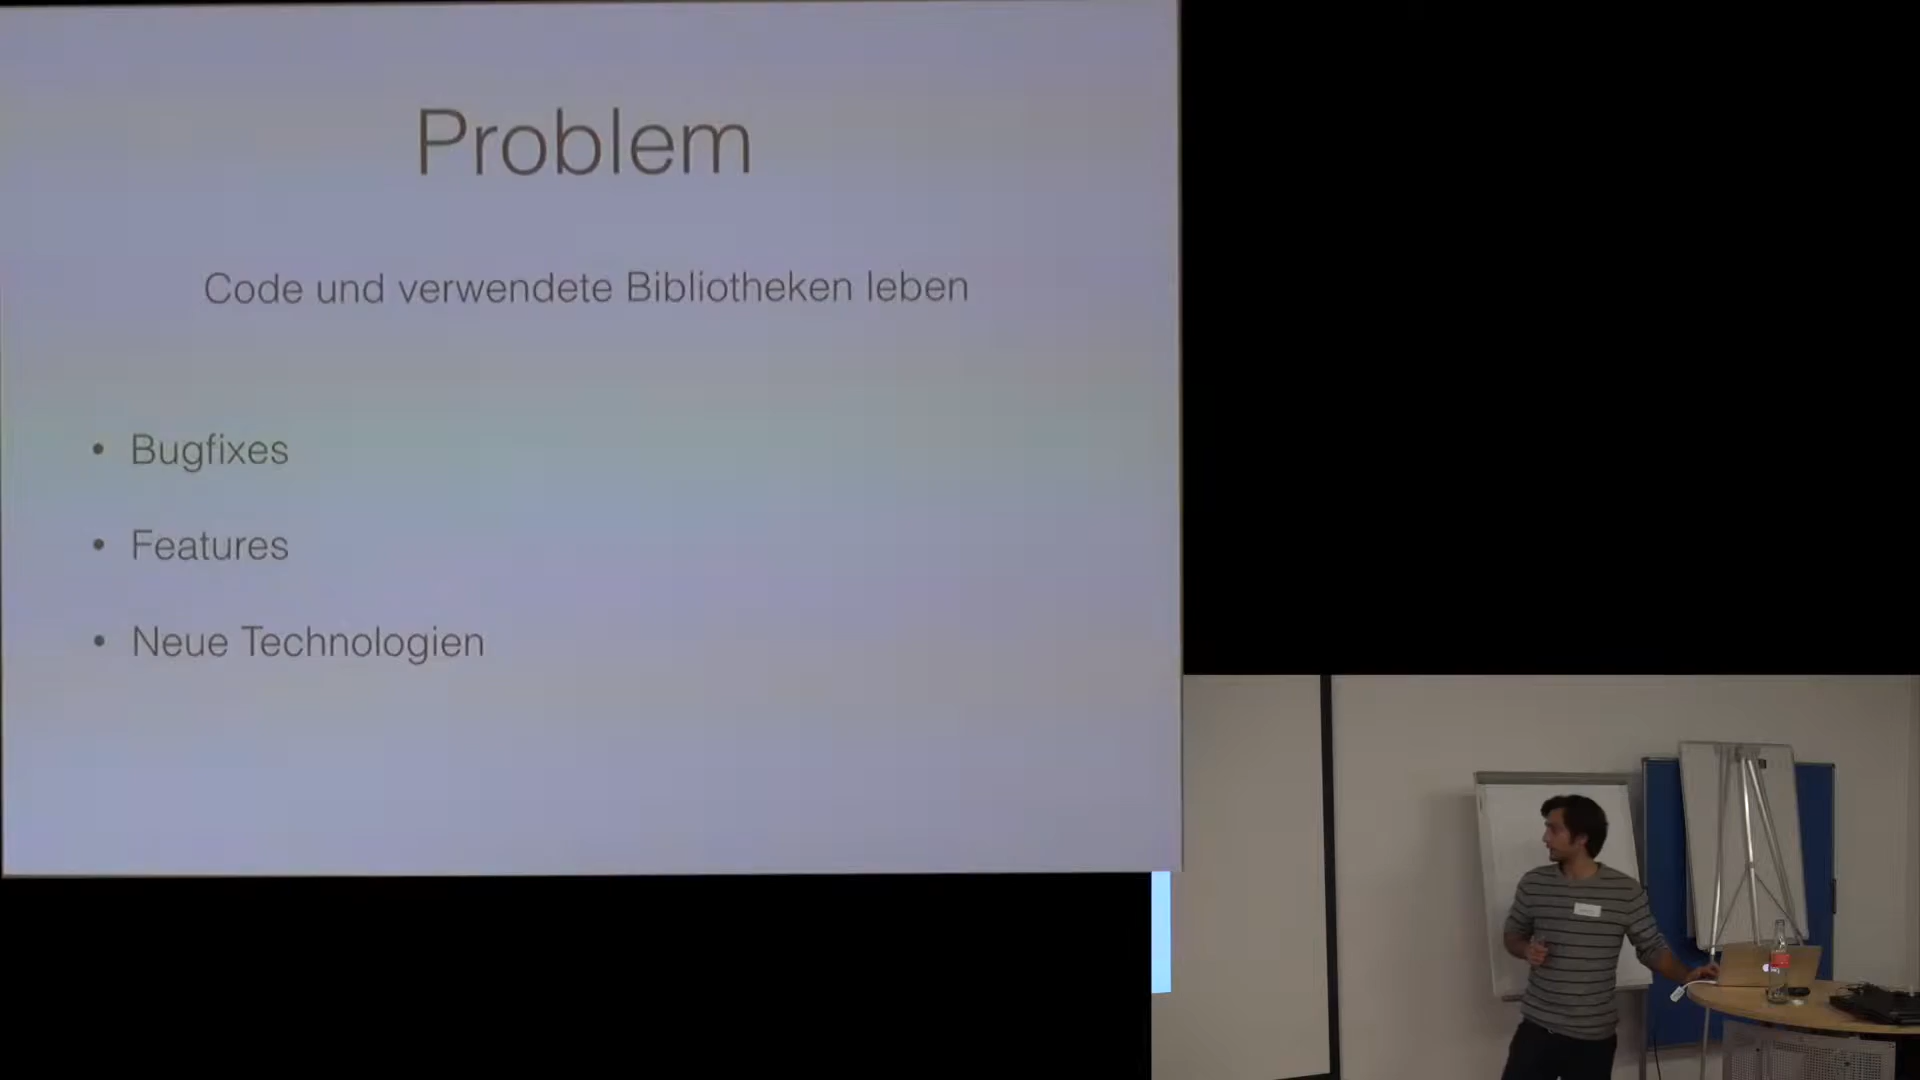 Problem
Code und verwendete Bibliotheken leben
• Bugfixes
• Features
• Neue Technologien